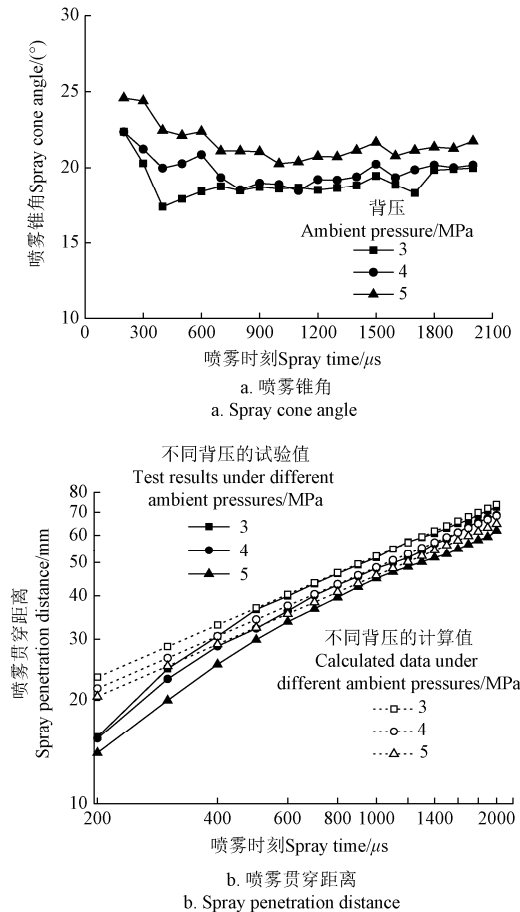 30
25
20
15
10
喷雾锥角Spray cone angle/(°)
背压
Ambient pressure/MPa
3
4
5
0 300 600 900 1200 1500 1800 2100
喷雾时刻Spray time/μs
a. 喷雾锥角
a. Spray cone angle
不同背压的试验值
Test results under different
ambient pressures/MPa
3
4
5
80
70
60
50
40
30
20
10
喷雾贯穿距离
Spray penetration distance/mm
不同背压的计算值
Calculated data under
different ambient pressures/MPa
3
4
5
200 400 600 800 1000 1400 2000
喷雾时刻Spray time/μs
b. 喷雾贯穿距离
b. Spray penetration distance